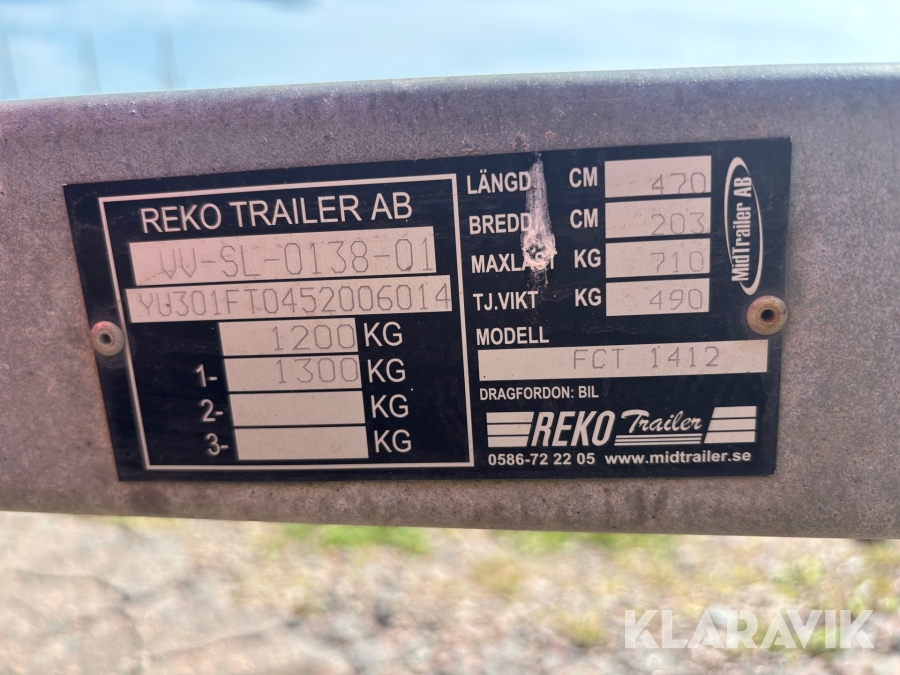 REKO TRAILER AB
VV-SL-0138-01
YU301FT0452006014
1200 KG
1- 1300 KG
2- KG
3- KG
LÄNGD CM 470
BREDD CM 203
MAXLAST KG 710
TJ.VIKT KG 490
MODELL
FCT 1412
DRAGFORDON: BIL
REKO Trailer
0586-72 22 05 www.midtrailer.se
MidTrailer AB
KLARAVIK